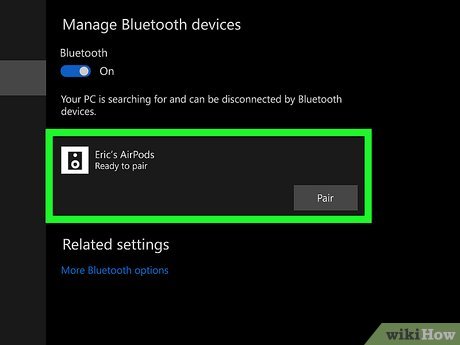 Manage Bluetooth devices
Bluetooth
On
Your PC is searching for and can be disconnected by Bluetooth
devices.
Eric's AirPods
Ready to pair
Pair
Related settings
More Bluetooth options
wikiHow